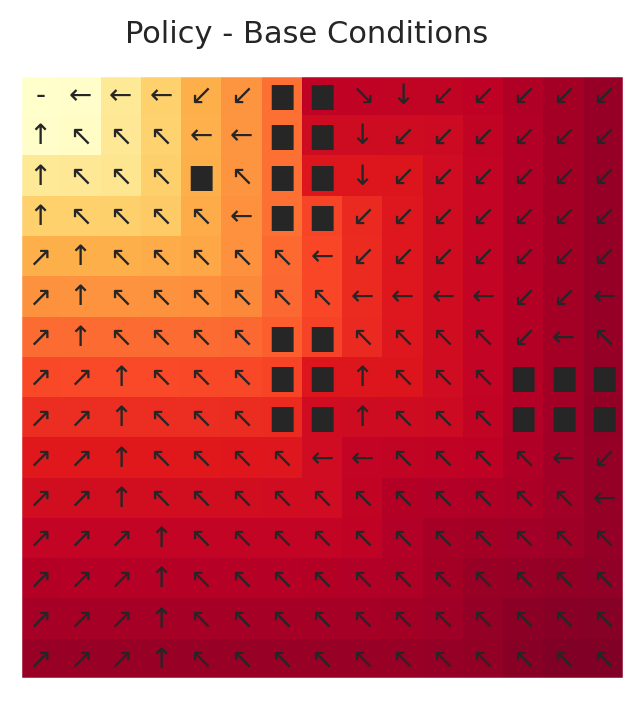 Policy - Base Conditions
- ← ← ← ↙ ↙ ■ ■ ↘ ↓ ↙ ↙ ↙ ↙ ↙
↑ ↖ ↖ ↖ ← ← ■ ■ ↓ ↙ ↙ ↙ ↙ ↙ ↙
↑ ↖ ↖ ↖ ■ ↖ ■ ■ ↓ ↙ ↙ ↙ ↙ ↙ ↙
↑ ↖ ↖ ↖ ↖ ← ■ ■ ↙ ↙ ↙ ↙ ↙ ↙ ↙
↗ ↑ ↖ ↖ ↖ ↖ ↖ ← ↙ ↙ ↙ ↙ ↙ ↙ ↙
↗ ↑ ↖ ↖ ↖ ↖ ↖ ↖ ← ← ← ← ↙ ↙ ←
↗ ↑ ↖ ↖ ↖ ↖ ■ ■ ↖ ↖ ↖ ↖ ↙ ← ↖
↗ ↗ ↑ ↖ ↖ ↖ ■ ■ ↑ ↖ ↖ ↖ ■ ■ ■
↗ ↗ ↑ ↖ ↖ ↖ ■ ■ ↑ ↖ ↖ ↖ ■ ■ ■
↗ ↗ ↑ ↖ ↖ ↖ ↖ ← ← ↖ ↖ ↖ ↖ ← ↙
↗ ↗ ↑ ↖ ↖ ↖ ↖ ↖ ↖ ↖ ↖ ↖ ↖ ↖ ←
↗ ↗ ↗ ↑ ↖ ↖ ↖ ↖ ↖ ↖ ↖ ↖ ↖ ↖ ↖
↗ ↗ ↗ ↑ ↖ ↖ ↖ ↖ ↖ ↖ ↖ ↖ ↖ ↖ ↖
↗ ↗ ↗ ↑ ↖ ↖ ↖ ↖ ↖ ↖ ↖ ↖ ↖ ↖ ↖
↗ ↗ ↗ ↑ ↖ ↖ ↖ ↖ ↖ ↖ ↖ ↖ ↖ ↖ ↖